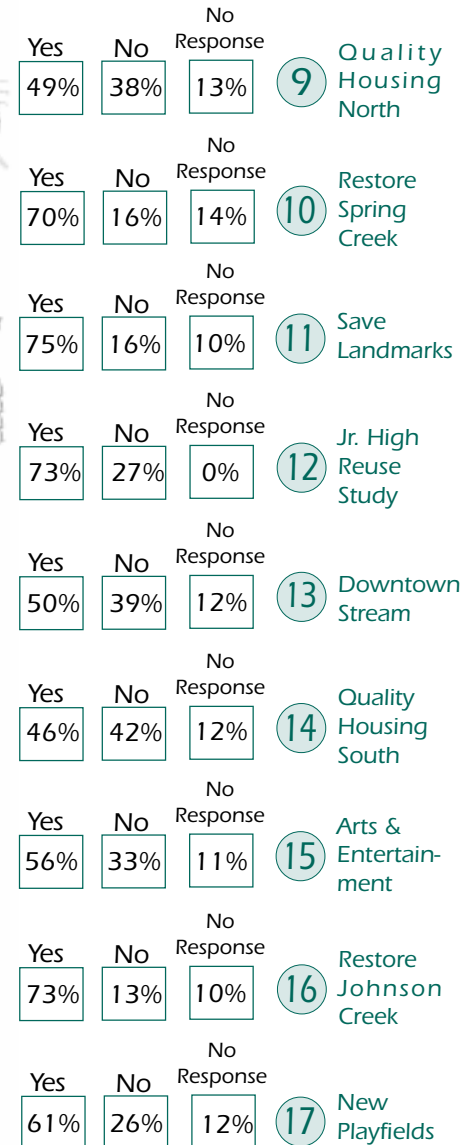 No
Yes No Response
49% 38% 13% 9 Quality
Housing
North
No
Yes No Response
70% 16% 14% 10 Restore
Spring
Creek
No
Yes No Response
75% 16% 10% 11 Save
Landmarks
No
Yes No Response
73% 27% 0% 12 Jr. High
Reuse
Study
No
Yes No Response
50% 39% 12% 13 Downtown
Stream
No
Yes No Response
46% 42% 12% 14 Quality
Housing
South
No
Yes No Response
56% 33% 11% 15 Arts &
Entertain-
ment
No
Yes No Response
73% 13% 10% 16 Restore
Johnson
Creek
No
Yes No Response
61% 26% 12% 17 New
Playfields